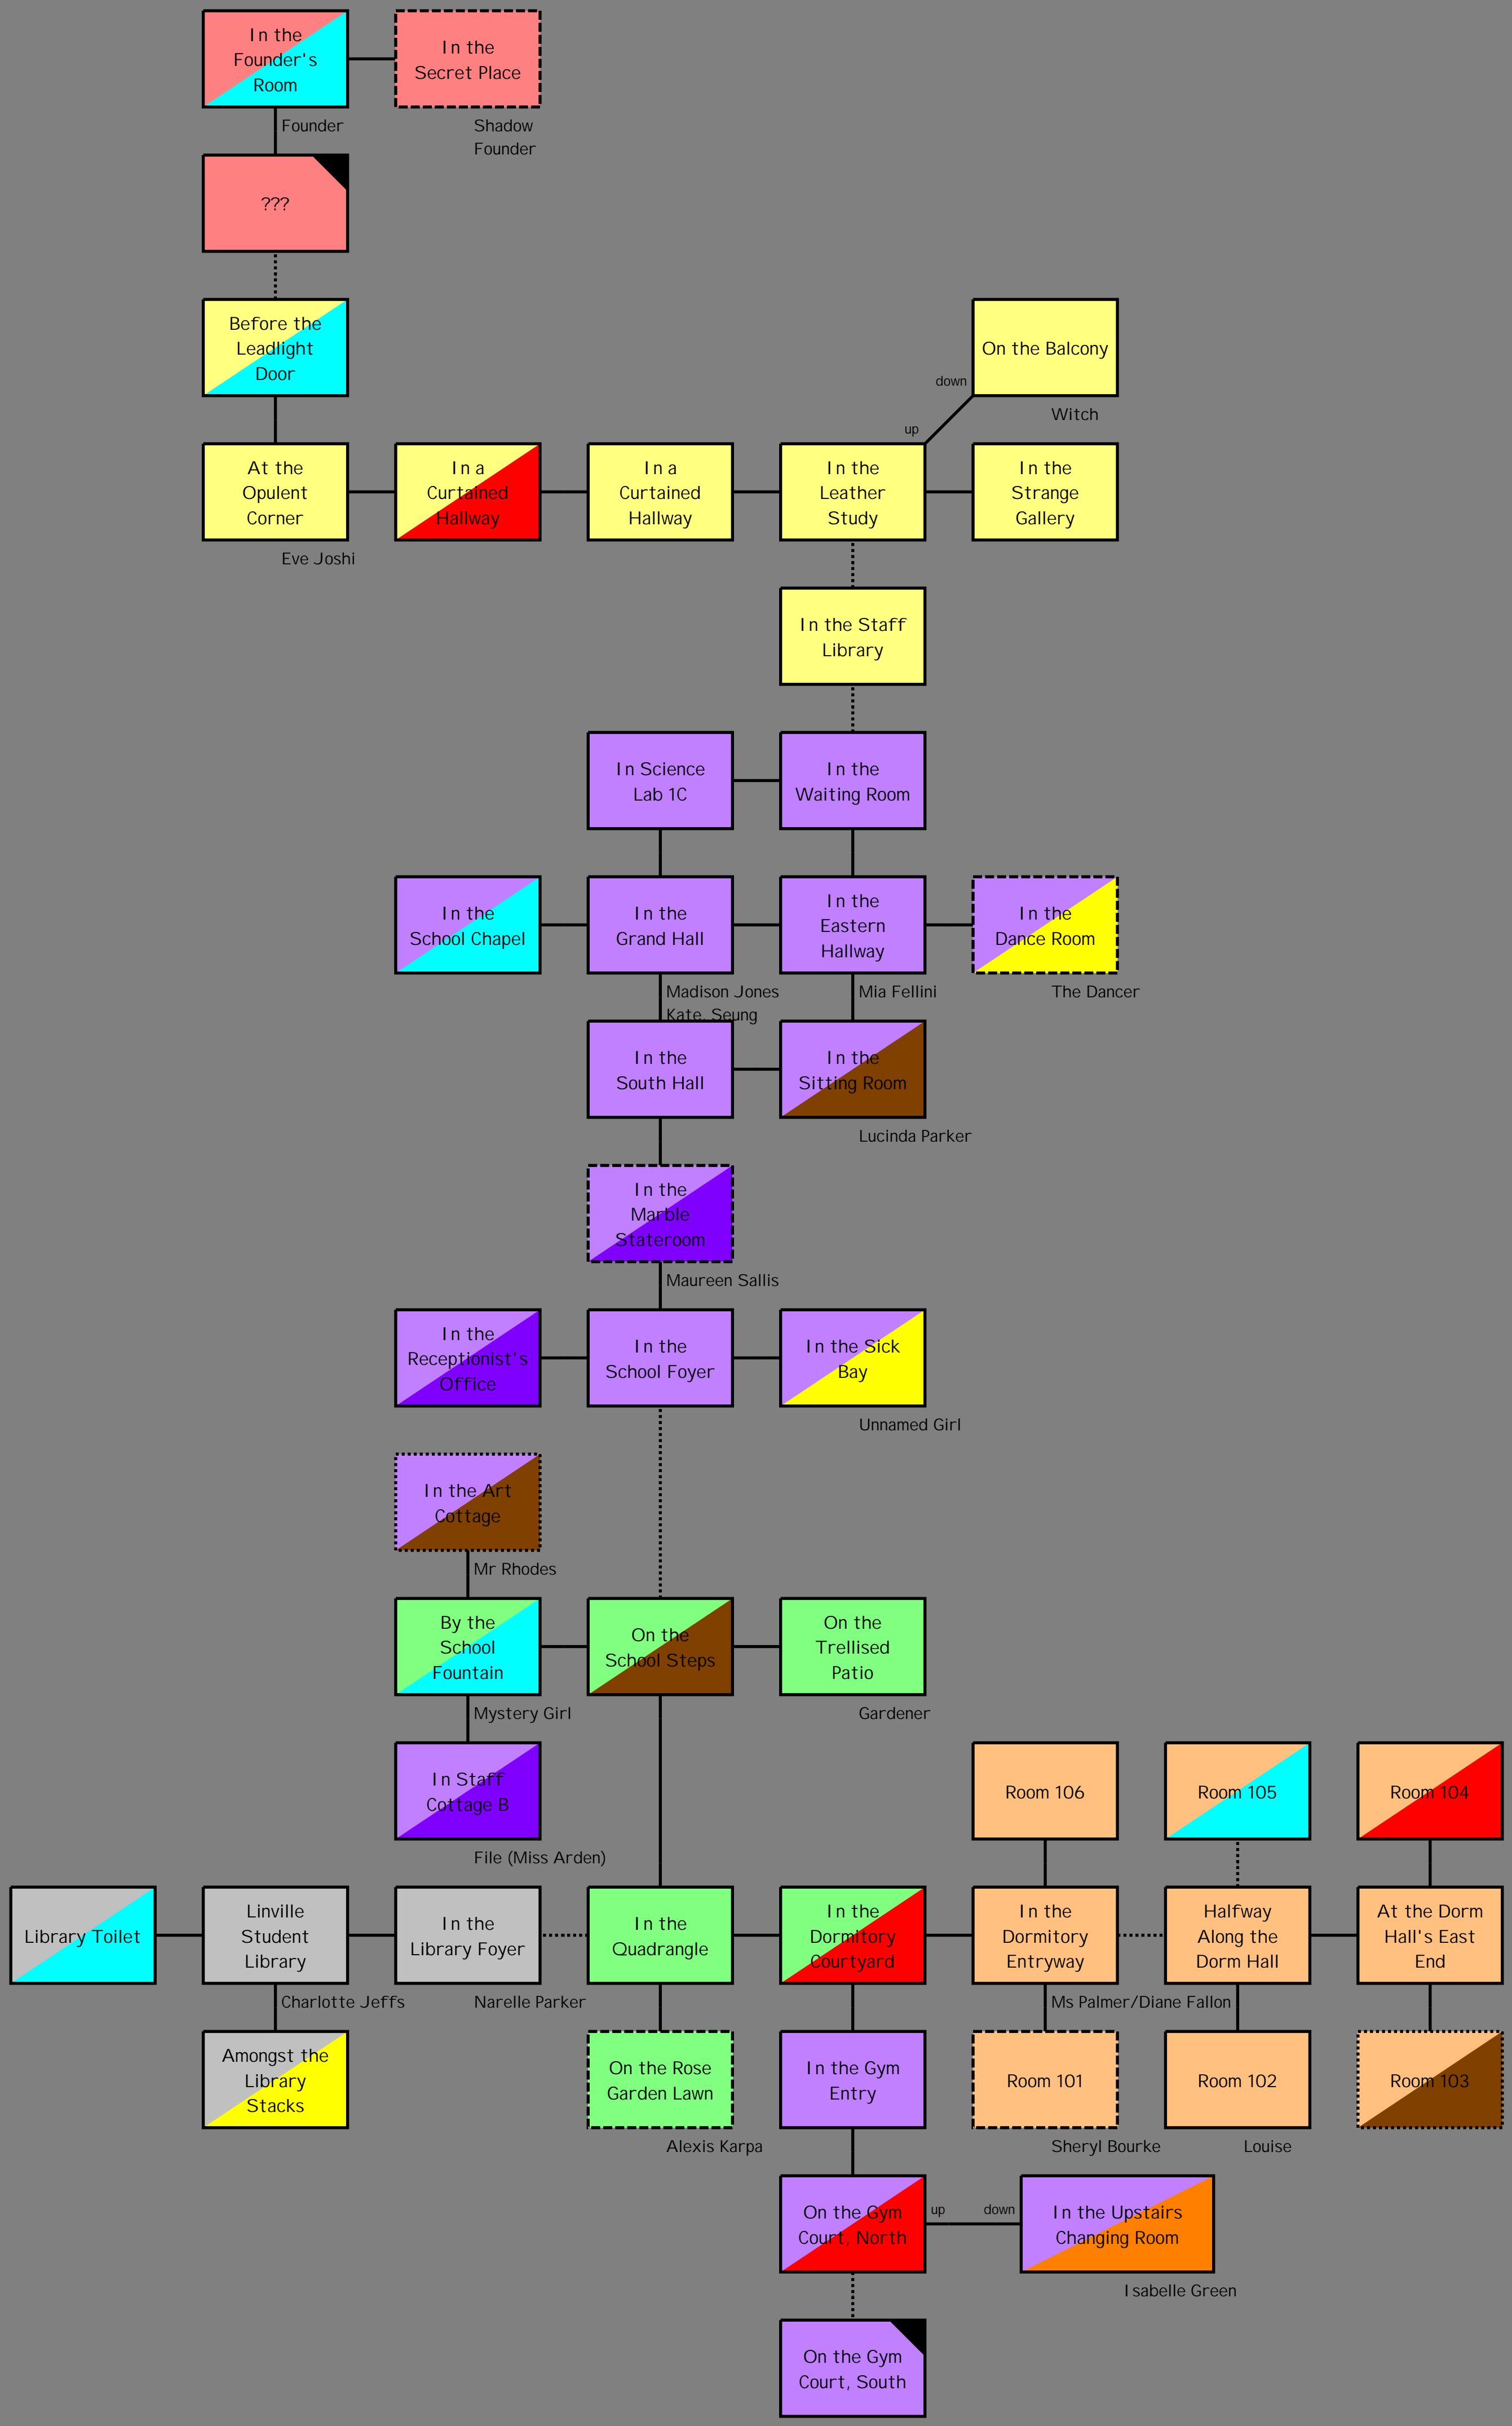 In the
Founder's
Room
In the
Secret Place
Founder
Shadow
Founder
???
Before the
Leadlight
Door
On the Balcony
down
Witch
up
At the
Opulent
Corner
In a
Curtained
Hallway
In a
Curtained
Hallway
In the
Leather
Study
In the
Strange
Gallery
Eve Joshi
In the Staff
Library
In Science
Lab 1C
In the
Waiting Room
In the
School Chapel
In the
Grand Hall
In the
Eastern
Hallway
In the
Dance Room
Madison Jones
Kate, Seung
Mia Fellini
The Dancer
In the
South Hall
In the
Sitting Room
Lucinda Parker
In the
Marble
Stateroom
Maureen Sallis
In the
Receptionist's
Office
In the
School Foyer
In the Sick
Bay
Unnamed Girl
In the Art
Cottage
Mr Rhodes
By the
School
Fountain
On the
School Steps
On the
Trellised
Patio
Mystery Girl
Gardener
In Staff
Cottage B
Room 106
Room 105
Room 104
File (Miss Arden)
Library Toilet
Linville
Student
Library
In the
Library Foyer
In the
Quadrangle
In the
Dormitory
Courtyard
In the
Dormitory
Entryway
Halfway
Along the
Dorm Hall
At the Dorm
Hall's East
End
Charlotte Jeffs
Narelle Parker
Ms Palmer/Diane Fallon
Amongst the
Library
Stacks
On the Rose
Garden Lawn
In the Gym
Entry
Room 101
Room 102
Room 103
Alexis Karpa
Sheryl Bourke
Louise
On the Gym
Court, North
up
down
In the Upstairs
Changing Room
Isabelle Green
On the Gym
Court, South